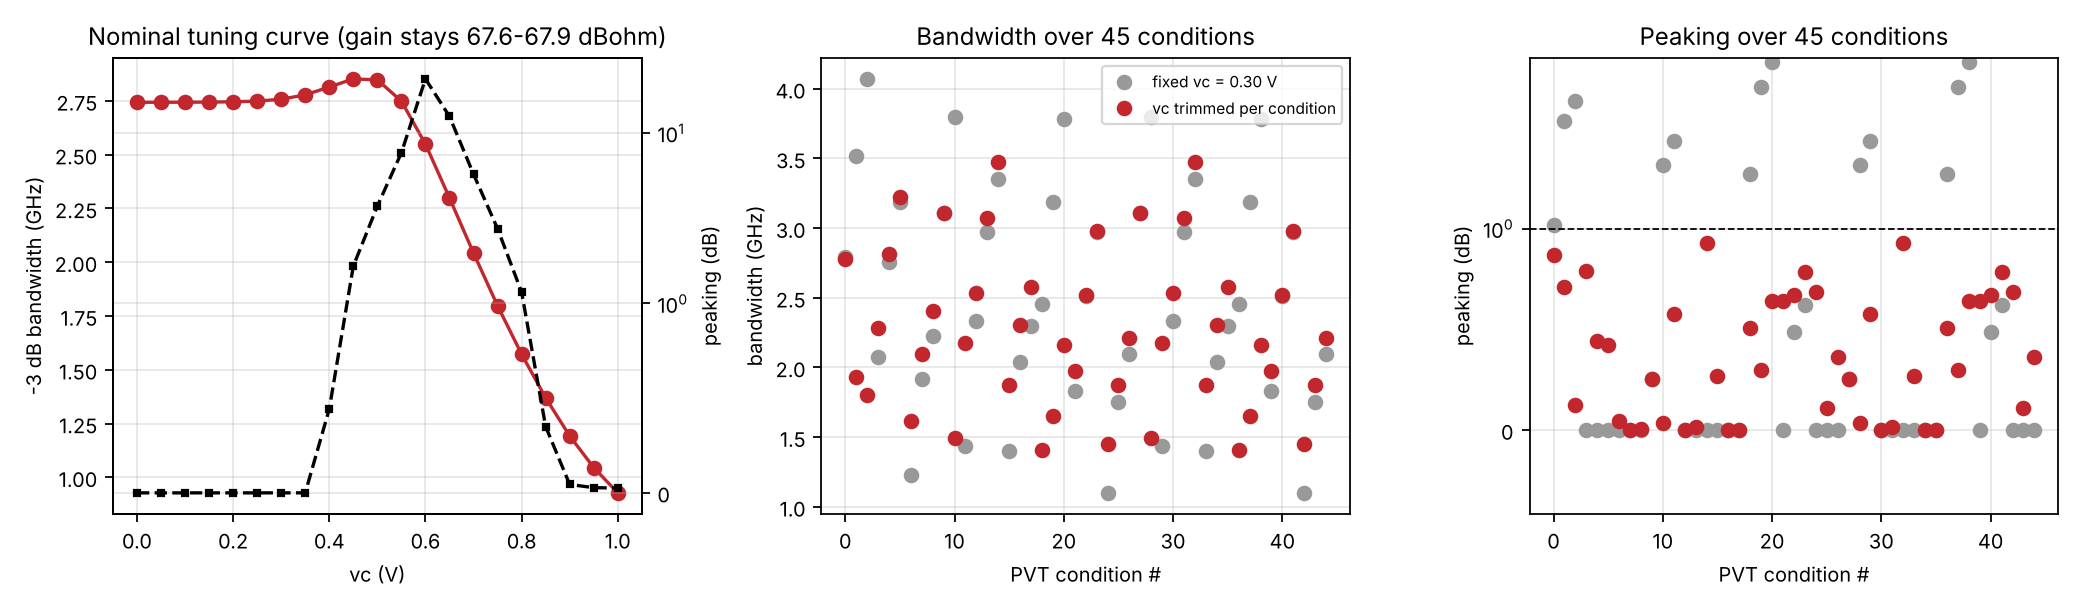 Nominal tuning curve (gain stays 67.6-67.9 dBohm)
-3 dB bandwidth (GHz)
2.75
2.50
2.25
2.00
1.75
1.50
1.25
1.00
0.0 0.2 0.4 0.6 0.8 1.0
vc (V)
10¹
10⁰
0
peaking (dB)
Bandwidth over 45 conditions
fixed vc = 0.30 V
vc trimmed per condition
bandwidth (GHz)
4.0
3.5
3.0
2.5
2.0
1.5
1.0
0 10 20 30 40
PVT condition #
Peaking over 45 conditions
peaking (dB)
10⁰
0
0 10 20 30 40
PVT condition #